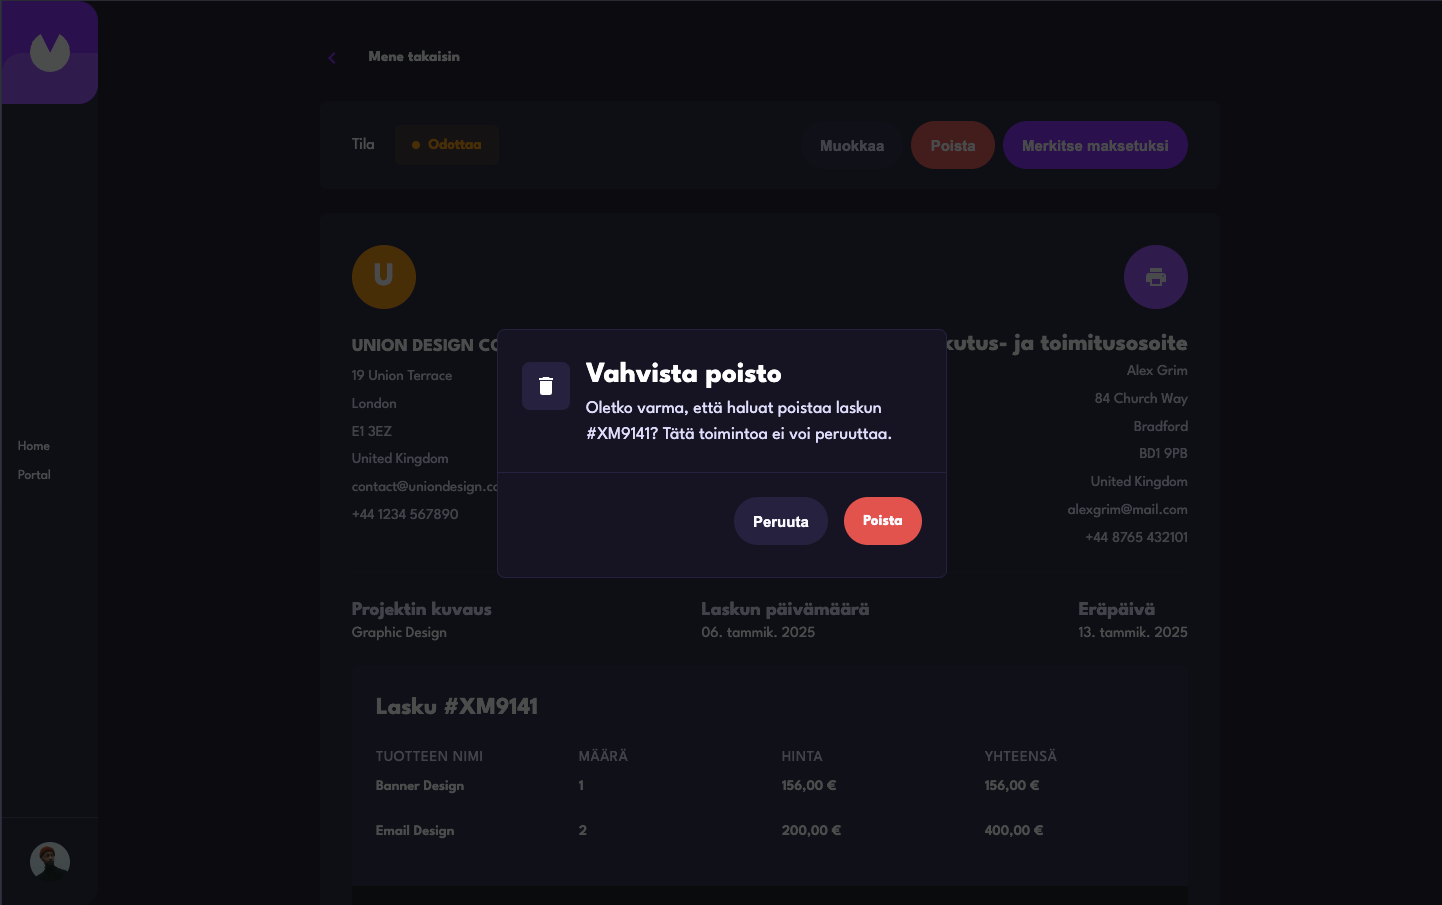 Mene takaisin
Tila
Odottaa
Muokkaa
Poista
Merkitse maksetuksi
U
UNION DESIGN CO
19 Union Terrace
London
E1 3EZ
United Kingdom
contact@uniondesign.co
+44 1234 567890
kutus- ja toimitusosoite
Alex Grim
84 Church Way
Bradford
BD1 9PB
United Kingdom
alexgrim@mail.com
+44 8765 432101
Home
Portal
Vahvista poisto
Oletko varma, että haluat poistaa laskun
#XM9141? Tätä toimintoa ei voi peruuttaa.
Peruuta
Poista
Projektin kuvaus
Graphic Design
Laskun päivämäärä
06. tammik. 2025
Eräpäivä
13. tammik. 2025
Lasku #XM9141
TUOTTEEN NIMI MÄÄRÄ HINTA YHTEENSÄ
Banner Design 1 156,00 € 156,00 €
Email Design 2 200,00 € 400,00 €